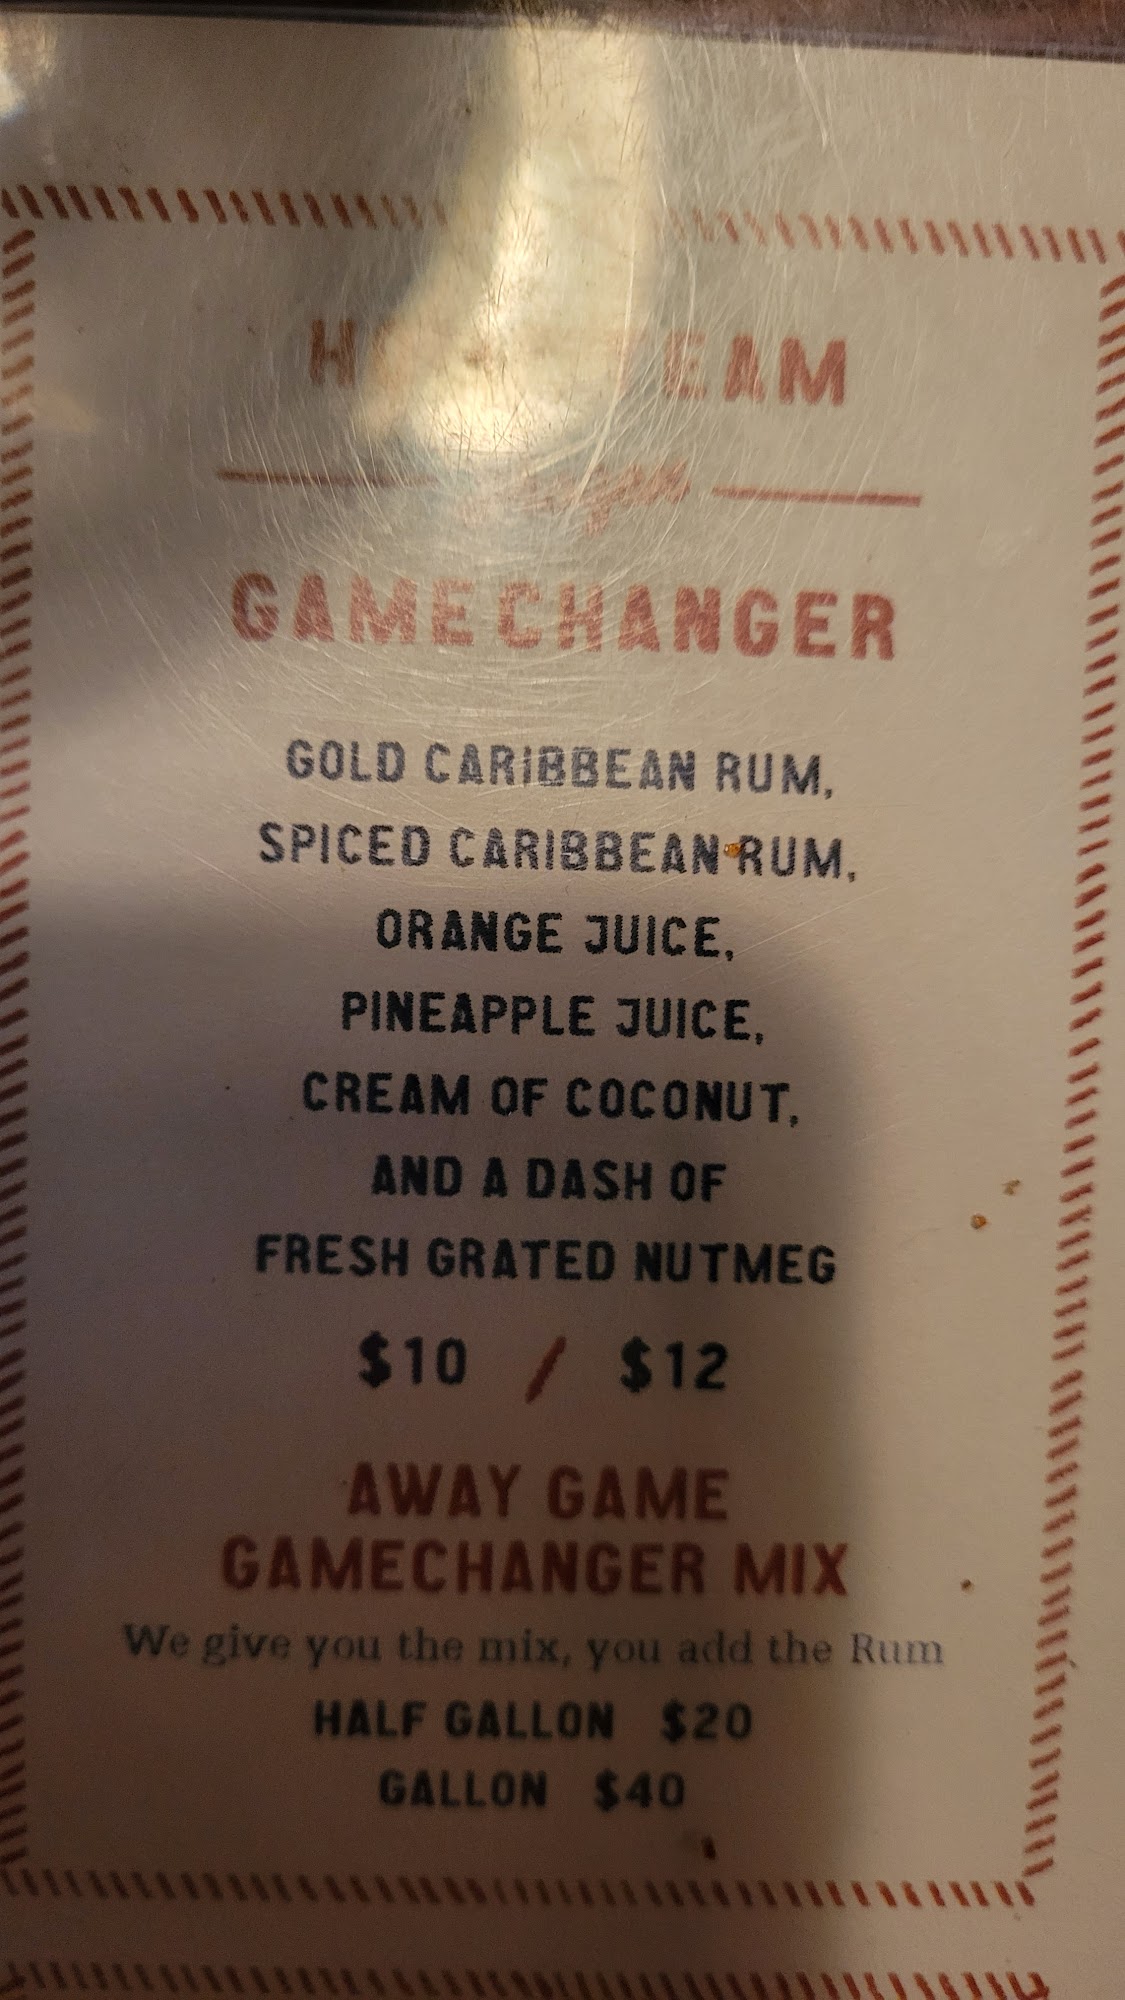 TEAM
GAMECHANGER
GOLD CARIBBEAN RUM,
SPICED CARIBBEAN RUM,
ORANGE JUICE,
PINEAPPLE JUICE,
CREAM OF COCONUT,
AND A DASH OF
FRESH GRATED NUTMEG
$10 / $12
AWAY GAME
GAMECHANGER MIX
We give you the mix, you add the Rum
HALF GALLON $20
GALLON $40